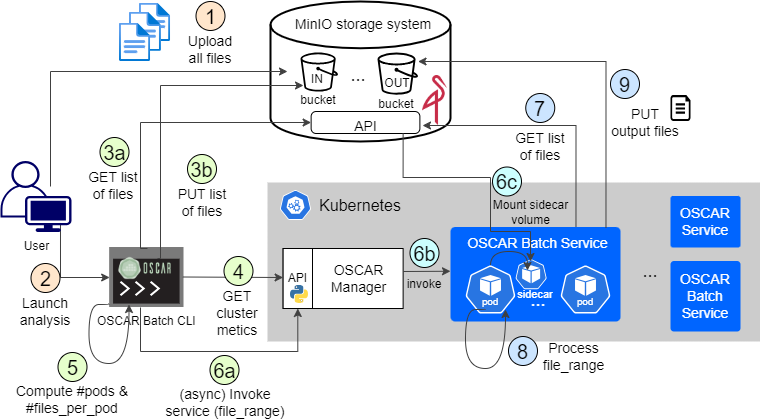 1
Upload
all files
MinIO storage system
IN
...
OUT
bucket
bucket
API
9
PUT
output files
7
GET list
of files
3a
GET list
of files
3b
PUT list
of files
6c
Mount sidecar
volume
Kubernetes
User
OSCAR
OSCAR Batch CLI
2
Launch
analysis
4
GET
cluster
metics
API
OSCAR
Manager
6b
invoke
OSCAR Batch Service
pod
sidecar
...
pod
OSCAR
Service
...
OSCAR
Batch
Service
5
Compute #pods &
#files_per_pod
6a
(async) Invoke
service (file_range)
8
Process
file_range